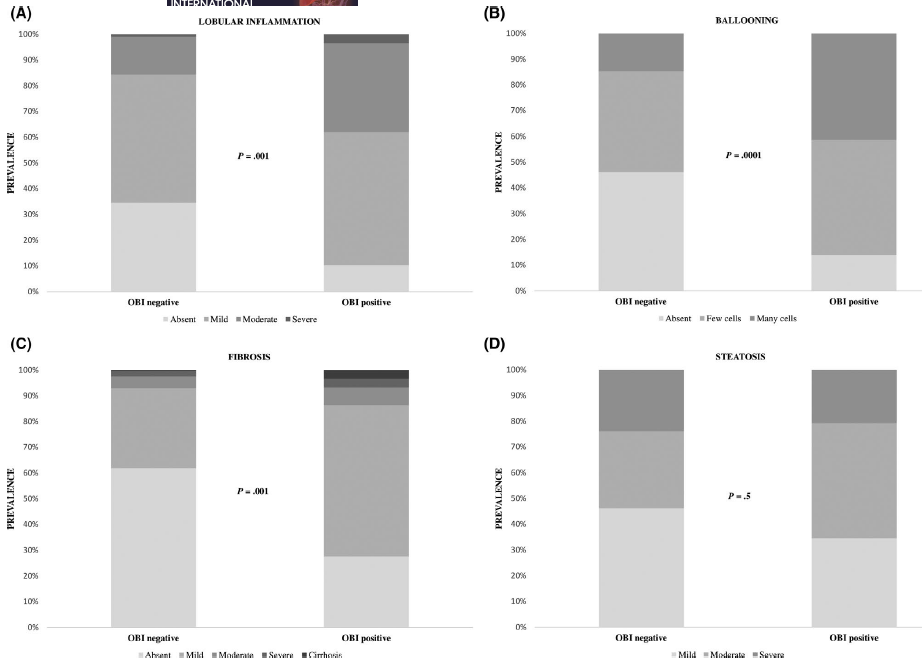 INTERNATIONAL
(A)
LOBULAR INFLAMMATION
100%
90%
80%
70%
60%
50%
40%
30%
20%
10%
0%
PREVALENCE
P = .001
OBI negative
OBI positive
Absent Mild Moderate Severe
(B)
BALLOONING
100%
90%
80%
70%
60%
50%
40%
30%
20%
10%
0%
PREVALENCE
P = .0001
OBI negative
OBI positive
Absent Few cells Many cells
(C)
FIBROSIS
100%
90%
80%
70%
60%
50%
40%
30%
20%
10%
0%
PREVALENCE
P = .001
OBI negative
OBI positive
Absent Mild Moderate Severe Cirrhosis
(D)
STEATOSIS
100%
90%
80%
70%
60%
50%
40%
30%
20%
10%
0%
PREVALENCE
P = .5
OBI negative
OBI positive
Mild Moderate Severe